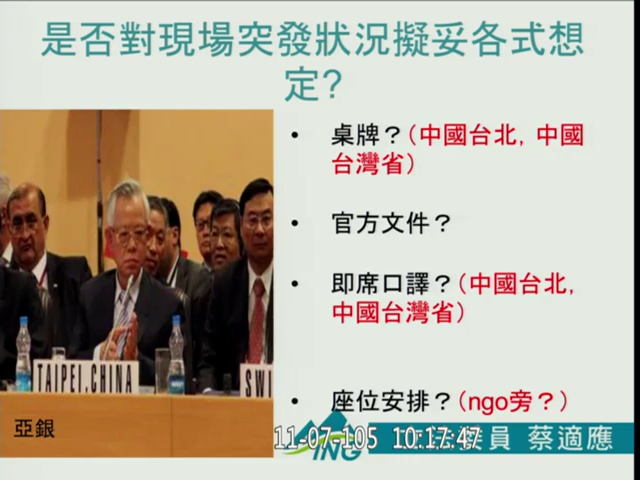 是否對現場突發狀況擬妥各式想
定?
• 桌牌？(中國台北, 中國
台灣省)
• 官方文件？
• 即席口譯？(中國台北,
中國台灣省)
• 座位安排？(ngo旁？)
TAIPEI,CHINA
SWI
亞銀
ING
11-07-105 10:17:47
委員 蔡適應